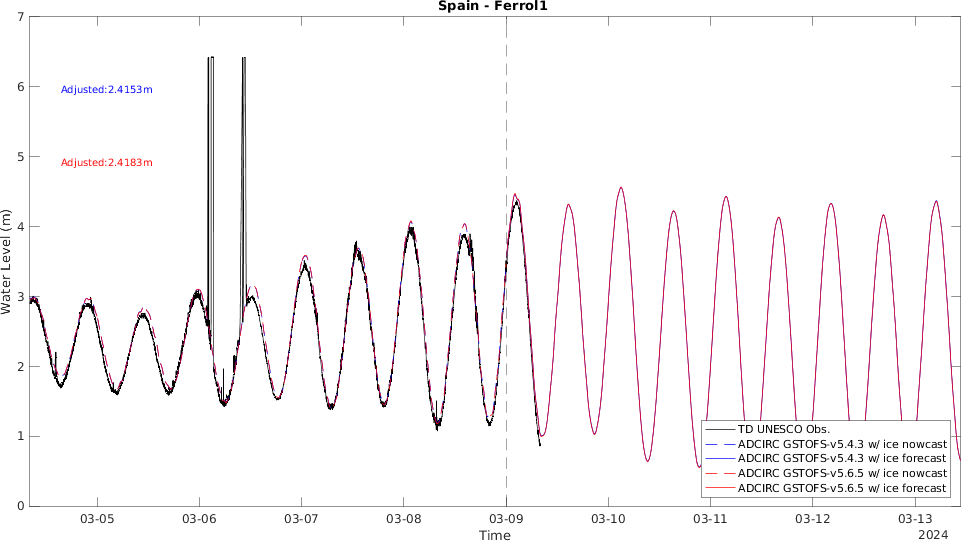 Spain - Ferrol1
7
6
5
4
3
2
1
0
Water Level (m)
Adjusted:2.4153m
Adjusted:2.4183m
TD UNESCO Obs.
ADCIRC GSTOFS-v5.4.3 w/ ice nowcast
ADCIRC GSTOFS-v5.4.3 w/ ice forecast
ADCIRC GSTOFS-v5.6.5 w/ ice nowcast
ADCIRC GSTOFS-v5.6.5 w/ ice forecast
03-05 03-06 03-07 03-08 03-09 03-10 03-11 03-12 03-13
Time
2024